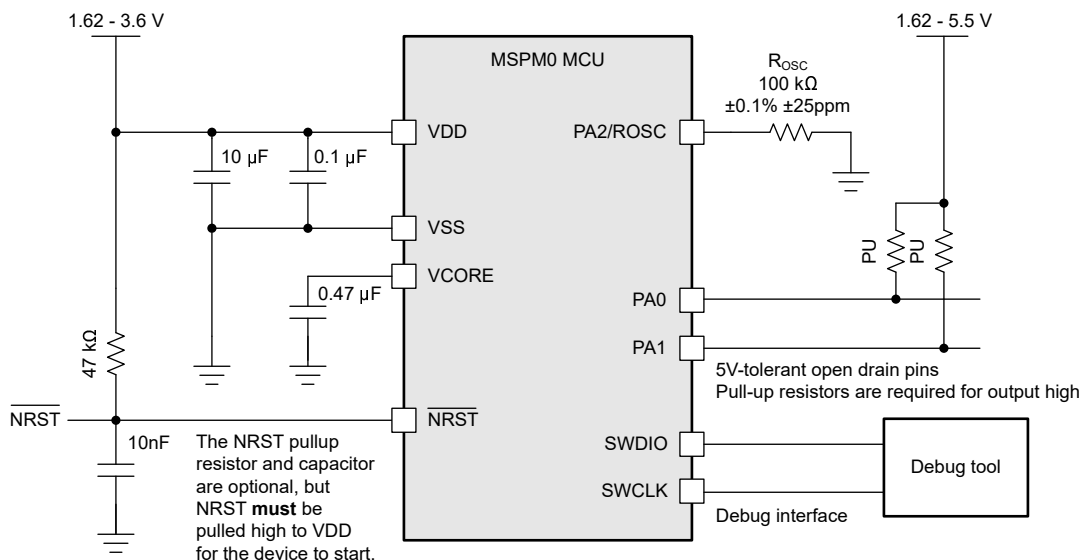 1.62 - 3.6 V
1.62 - 5.5 V
MSPM0 MCU
ROSC
100 kΩ
±0.1% ±25ppm
VDD
PA2/ROSC
10 µF
0.1 µF
VSS
VCORE
0.47 µF
PU
PU
PA0
PA1
47 kΩ
5V-tolerant open drain pins
Pull-up resistors are required for output high
NRST
NRST
10nF
The NRST pullup
resistor and capacitor
are optional, but
NRST must be
pulled high to VDD
for the device to start.
SWDIO
SWCLK
Debug tool
Debug interface